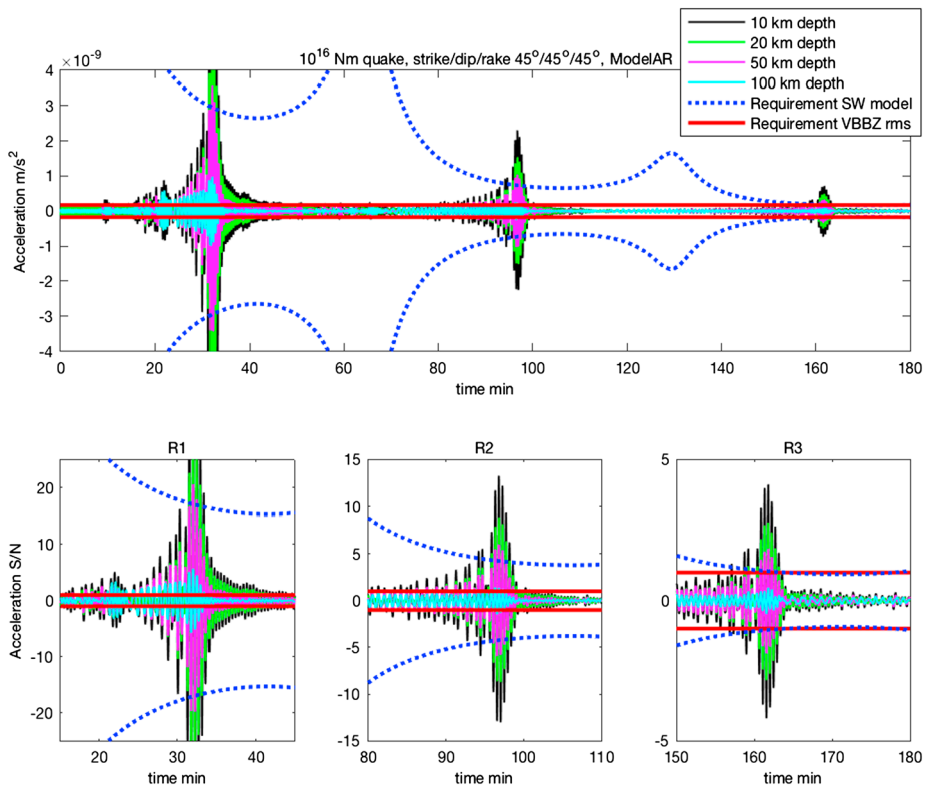 10 km depth
20 km depth
50 km depth
100 km depth
Requirement SW model
Requirement VBBZ rms
×10⁻⁹
10¹⁶ Nm quake, strike/dip/rake 45°/45°/45°, ModelAR
Acceleration m/s²
4
3
2
1
0
-1
-2
-3
-4
0 20 40 60 80 100 120 140 160 180
time min
R1
Acceleration S/N
20
10
0
-10
-20
20 30 40
time min
R2
15
10
5
0
-5
-10
-15
80 90 100 110
time min
R3
5
0
-5
150 160 170 180
time min